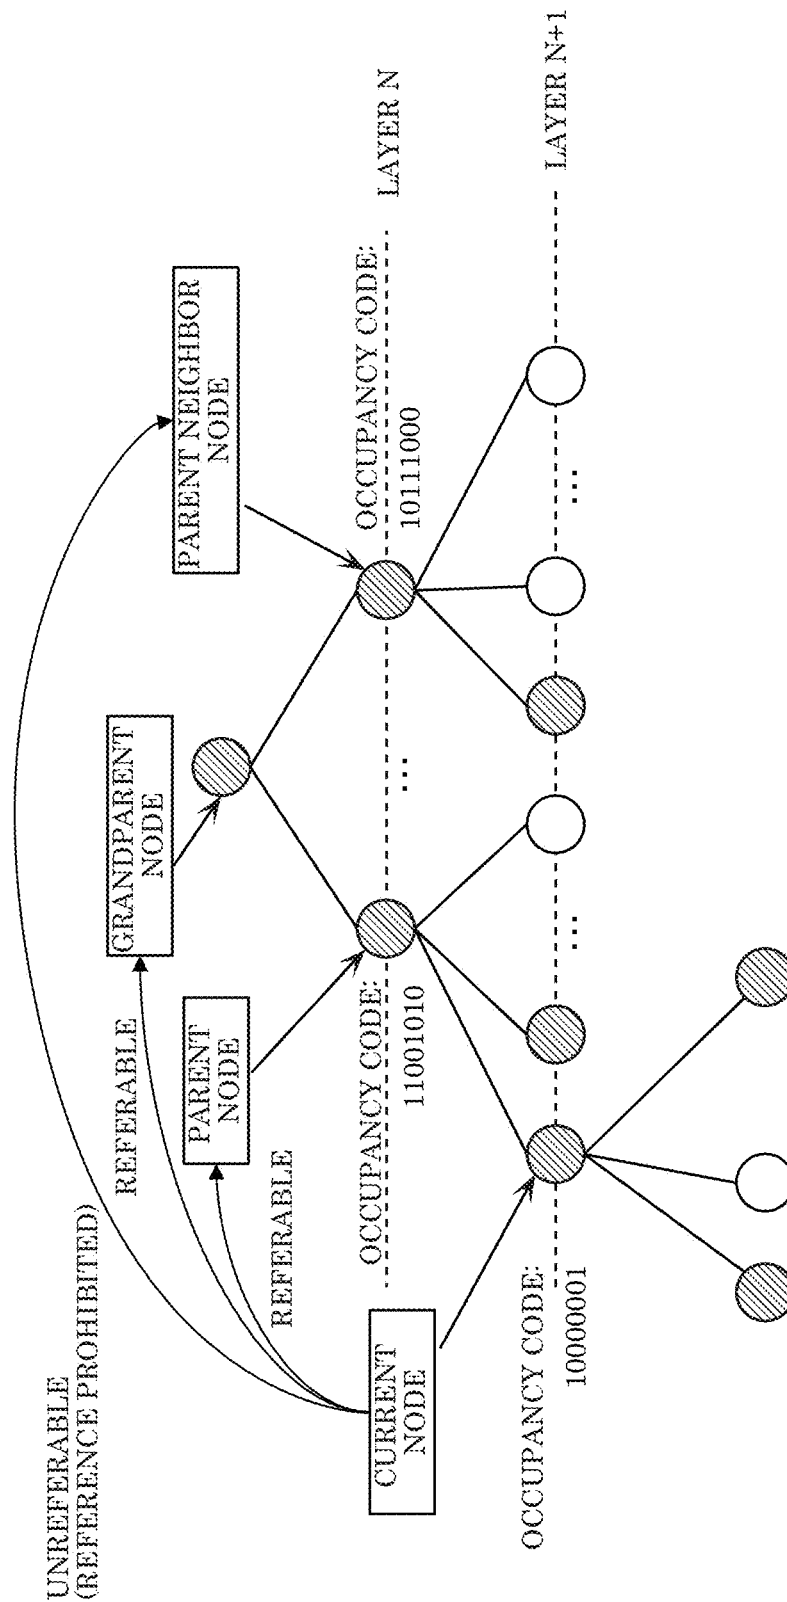 UNREFERABLE
(REFERENCE PROHIBITED)
REFERABLE
GRANDPARENT
NODE
PARENT NEIGHBOR
NODE
REFERABLE
PARENT
NODE
CURRENT
NODE
OCCUPANCY CODE:
11001010
...
OCCUPANCY CODE:
10111000
LAYER N
OCCUPANCY CODE:
10000001
...
...
LAYER N+1